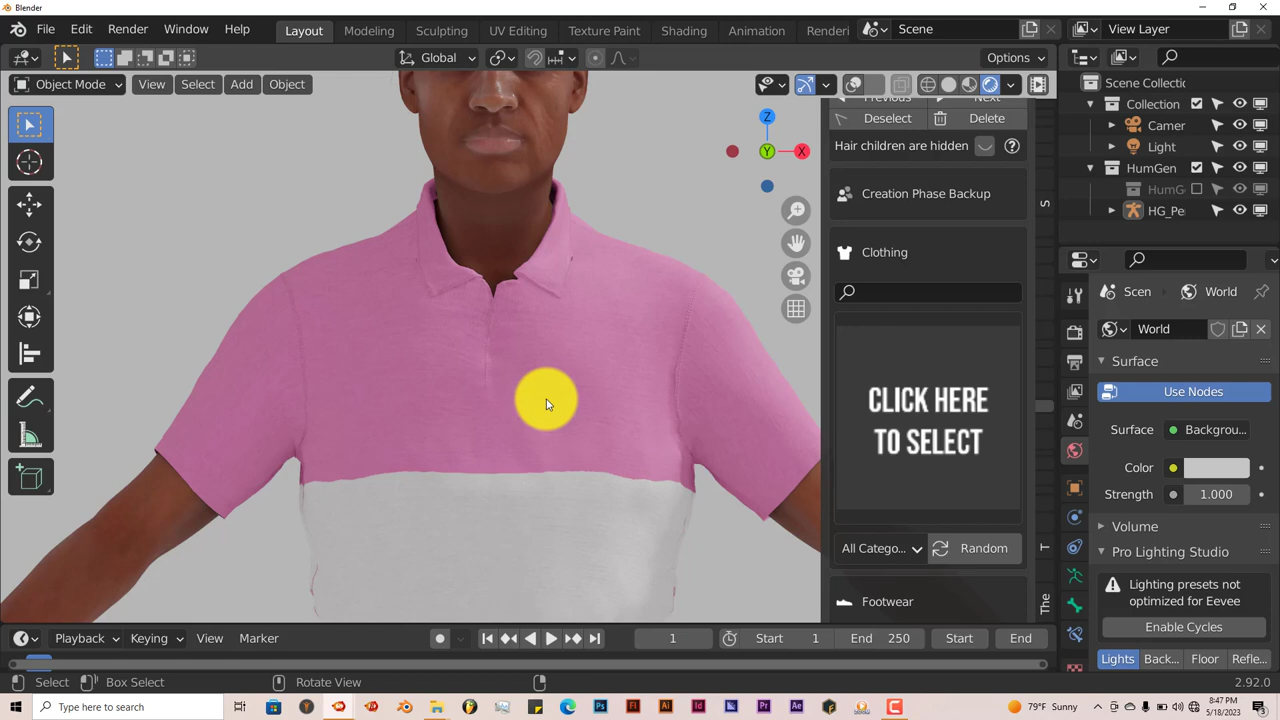 Blender
File Edit Render Window Help Layout Modeling Sculpting UV Editing Texture Paint Shading Animation Renderi Scene View Layer
Global Options
Object Mode View Select Add Object
Previous Next
Deselect Delete
Hair children are hidden
Creation Phase Backup
Clothing
CLICK HERE
TO SELECT
All Catego... Random
Footwear
S
T
The
Z
Y
X
Scene Collectic
Collection
Camer
Light
HumGen
HumG
HG_Pe
Scen World
World
Surface
Use Nodes
Surface: Backgrou...
Color
Strength 1.000
Volume
Pro Lighting Studio
Lighting presets not
optimized for Eevee
Enable Cycles
Lights Back... Floor Refle...
Playback Keying View Marker 1 Start 1 End 250 Start End
Select Box Select Rotate View 2.92.0
Type here to search
79°F Sunny
8:47 PM
5/18/2023